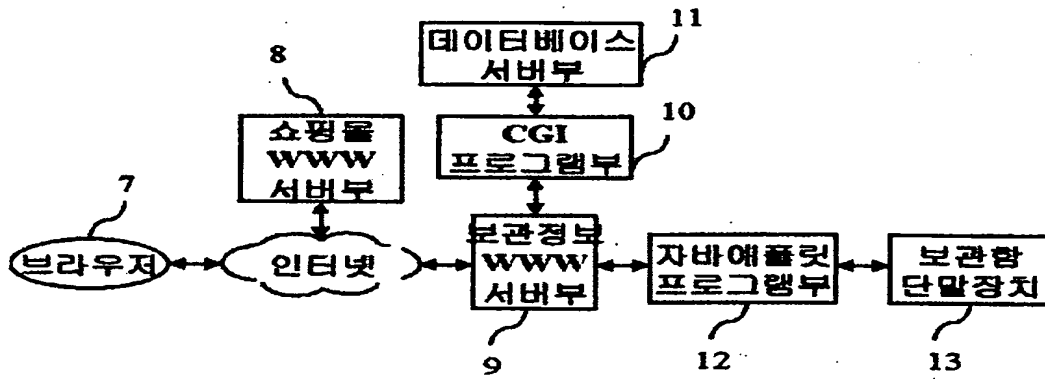 11
데이터베이스
서버부
8
10
쇼핑몰
WWW
서버부
CGI
프로그램부
7
브라우저
인터넷
보관정보
WWW
서버부
자바애플릿
프로그램부
보관함
단말장치
9
12
13